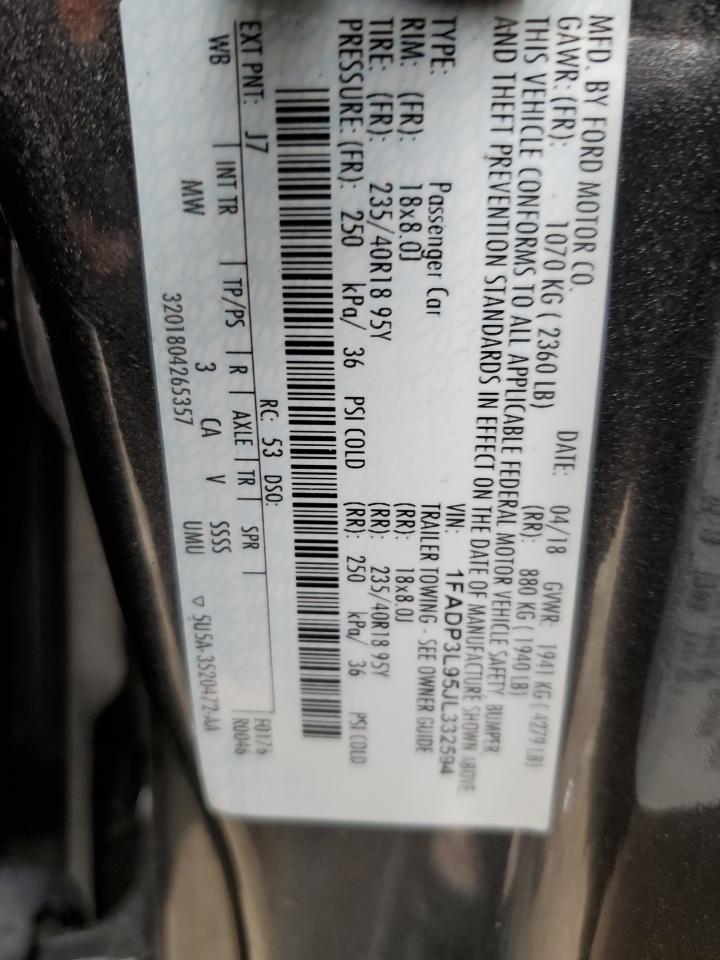 MFD. BY FORD MOTOR CO.
DATE: 04/18 GVWR: 1941 KG ( 4279 LB)
GAWR: (FR): 1070 KG ( 2360 LB) (RR): 880 KG ( 1940 LB)
THIS VEHICLE CONFORMS TO ALL APPLICABLE FEDERAL MOTOR VEHICLE SAFETY, BUMPER
AND THEFT PREVENTION STANDARDS IN EFFECT ON THE DATE OF MANUFACTURE SHOWN ABOVE
VIN: 1FADP3L95JL332594
TYPE: Passenger Car TRAILER TOWING - SEE OWNER GUIDE
RIM: (FR): 18x8.0J (RR): 18x8.0J
TIRE: (FR): 235/40R18 95Y (RR): 235/40R18 95Y
PRESSURE: (FR): 250 kPa/ 36 PSI COLD (RR): 250 kPa/ 36 PSI COLD
EXT PNT: J7 RC: 53 DSO: F0176
WB | INT TR | TP/PS | R | AXLE | TR | SPR | R0046
MW 3 CA V SSSS
3201804265357 UMU ▽ 5U5A-3520472-AA